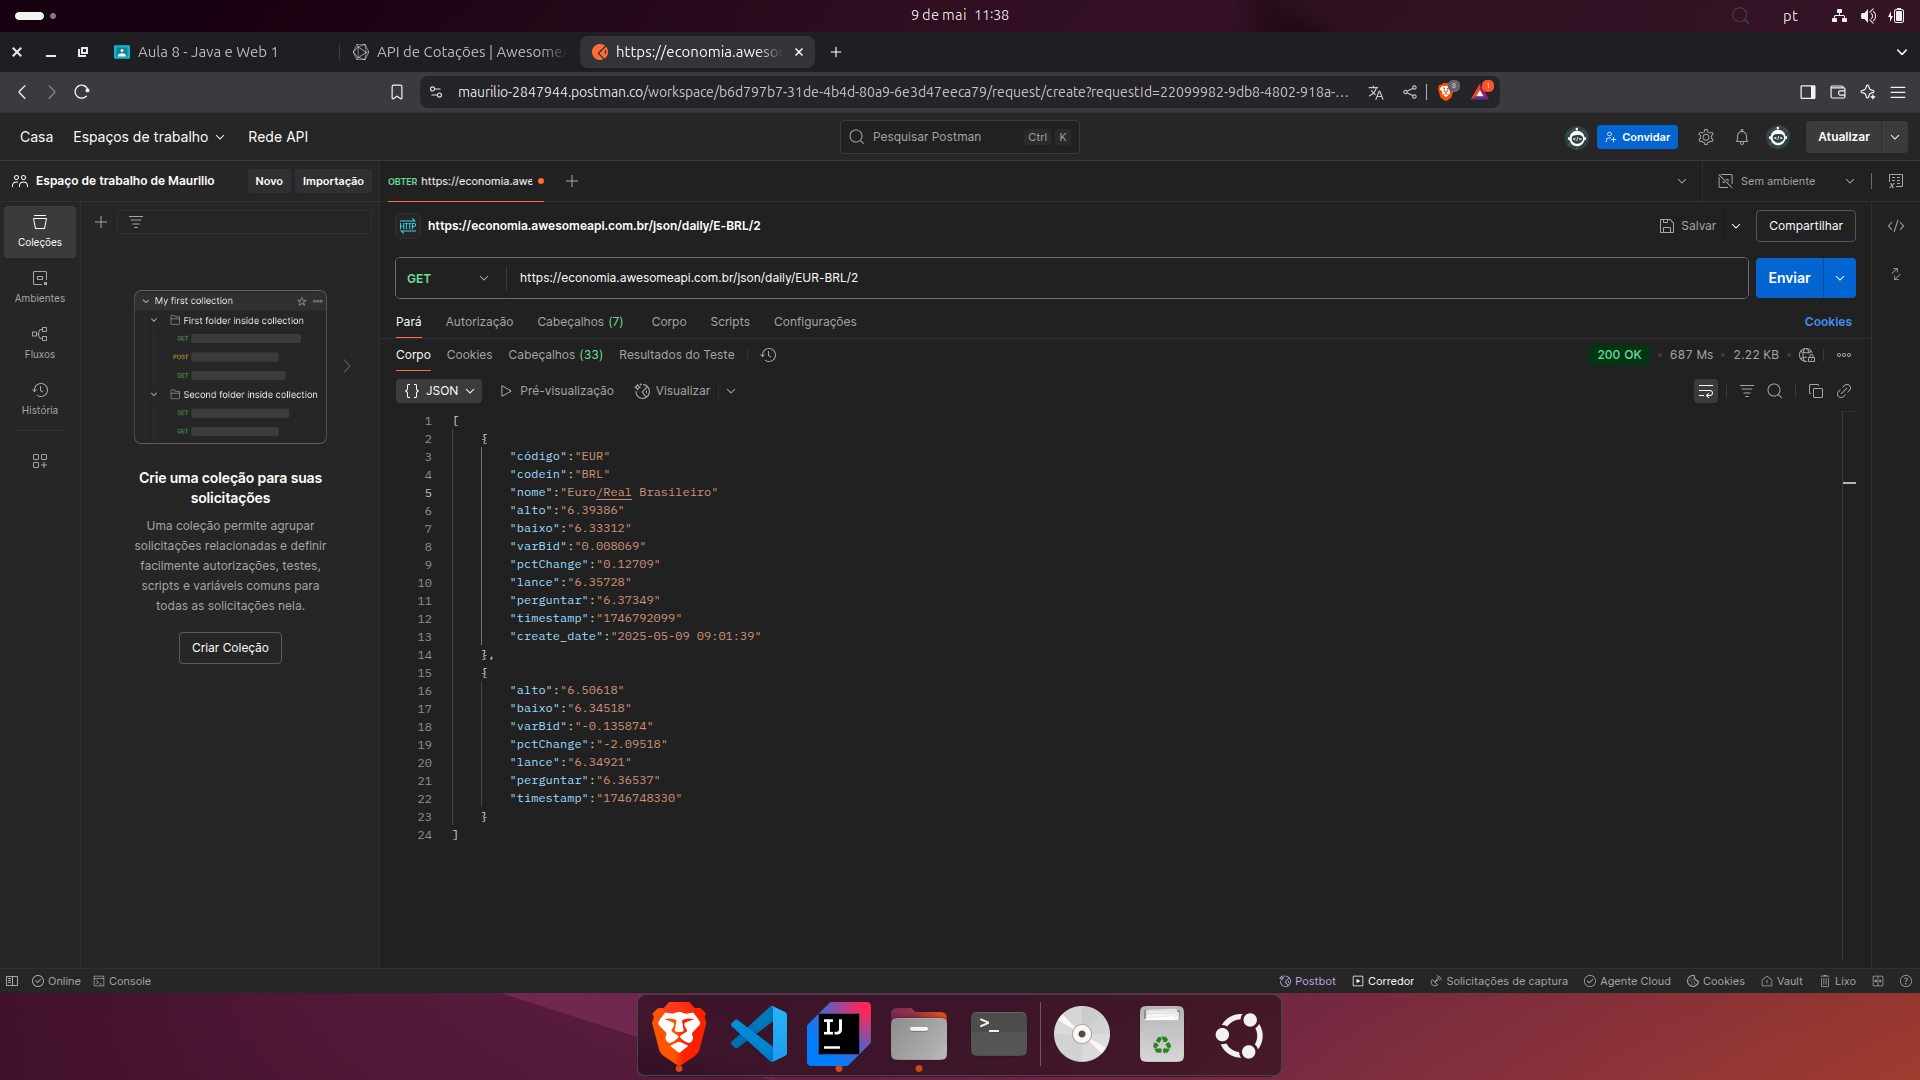 9 de mai 11:38
pt
Aula 8 - Java e Web 1
API de Cotações | Awesome
https://economia.aweso
maurilio-2847944.postman.co/workspace/b6d797b7-31de-4b4d-80a9-6e3d47eeca79/request/create?requestId=22099982-9db8-4802-918a-...
8
1
Casa
Espaços de trabalho
Rede API
Pesquisar Postman
Ctrl
K
Convidar
Atualizar
Espaço de trabalho de Maurilio
Novo
Importação
OBTER https://economia.awe
Sem ambiente
Coleções
Ambientes
Fluxos
História
My first collection
First folder inside collection
GET
POST
GET
Second folder inside collection
GET
GET
Crie uma coleção para suas
solicitações
Uma coleção permite agrupar
solicitações relacionadas e definir
facilmente autorizações, testes,
scripts e variáveis comuns para
todas as solicitações nela.
Criar Coleção
HTTP
https://economia.awesomeapi.com.br/json/daily/E-BRL/2
Salvar
Compartilhar
GET
https://economia.awesomeapi.com.br/json/daily/EUR-BRL/2
Enviar
Pará
Autorização
Cabeçalhos (7)
Corpo
Scripts
Configurações
Cookies
Corpo
Cookies
Cabeçalhos (33)
Resultados do Teste
200 OK
687 Ms
2.22 KB
{} JSON
Pré-visualização
Visualizar
1 [
2 {
3 "código":"EUR"
4 "codein":"BRL"
5 "nome":"Euro/Real Brasileiro"
6 "alto":"6.39386"
7 "baixo":"6.33312"
8 "varBid":"0.008069"
9 "pctChange":"0.12709"
10 "lance":"6.35728"
11 "perguntar":"6.37349"
12 "timestamp":"1746792099"
13 "create_date":"2025-05-09 09:01:39"
14 },
15 {
16 "alto":"6.50618"
17 "baixo":"6.34518"
18 "varBid":"-0.135874"
19 "pctChange":"-2.09518"
20 "lance":"6.34921"
21 "perguntar":"6.36537"
22 "timestamp":"1746748330"
23 }
24 ]
Online
Console
Postbot
Corredor
Solicitações de captura
Agente Cloud
Cookies
Vault
Lixo
IJ
>_